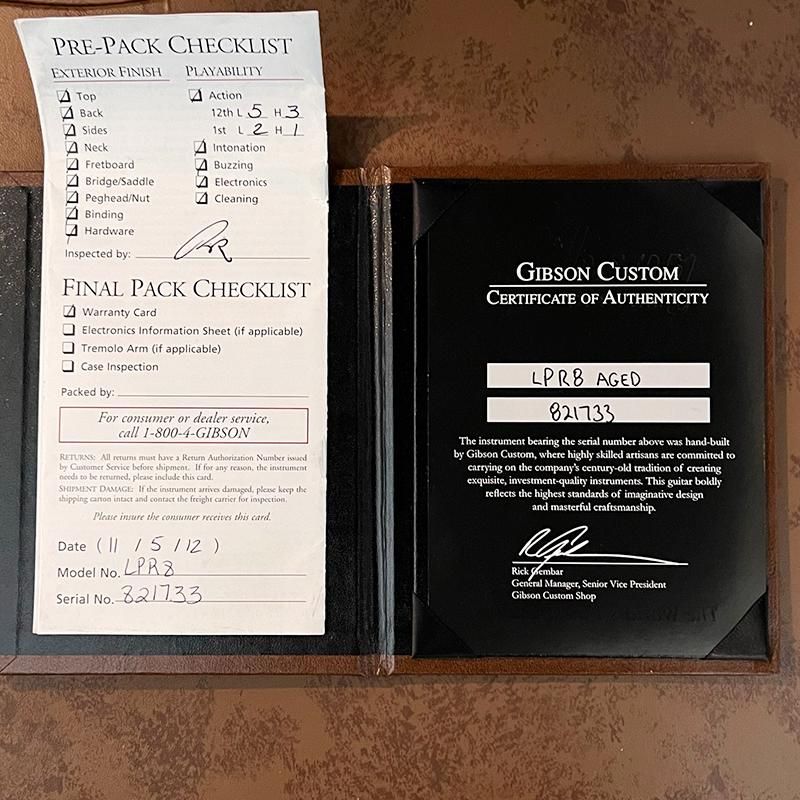 PRE-PACK CHECKLIST
EXTERIOR FINISH PLAYABILITY
Top Action
Back 12th L 5 H 3
Sides 1st L 2 H 1
Neck Intonation
Fretboard Buzzing
Bridge/Saddle Electronics
Peghead/Nut Cleaning
Binding
Hardware
Inspected by:
FINAL PACK CHECKLIST
Warranty Card
Electronics Information Sheet (if applicable)
Tremolo Arm (if applicable)
Case Inspection
Packed by:
For consumer or dealer service,
call 1-800-4-GIBSON
RETURNS: All returns must have a Return Authorization Number issued
by Customer Service before shipment. If for any reason, the instrument
needs to be returned, please include this card.
SHIPMENT DAMAGE: If the instrument arrives damaged, please keep the
shipping carton intact and contact the freight carrier for inspection.
Please insure the consumer receives this card.
Date (11 / 5 / 12 )
Model No. LPR8
Serial No. 821733
GIBSON CUSTOM
CERTIFICATE OF AUTHENTICITY
LPR8 AGED
821733
The instrument bearing the serial number above was hand-built
by Gibson Custom, where highly skilled artisans are committed to
carrying on the company's century-old tradition of creating
exquisite, investment-quality instruments. This guitar boldly
reflects the highest standards of imaginative design
and masterful craftsmanship.
Rick Gembar
General Manager, Senior Vice President
Gibson Custom Shop